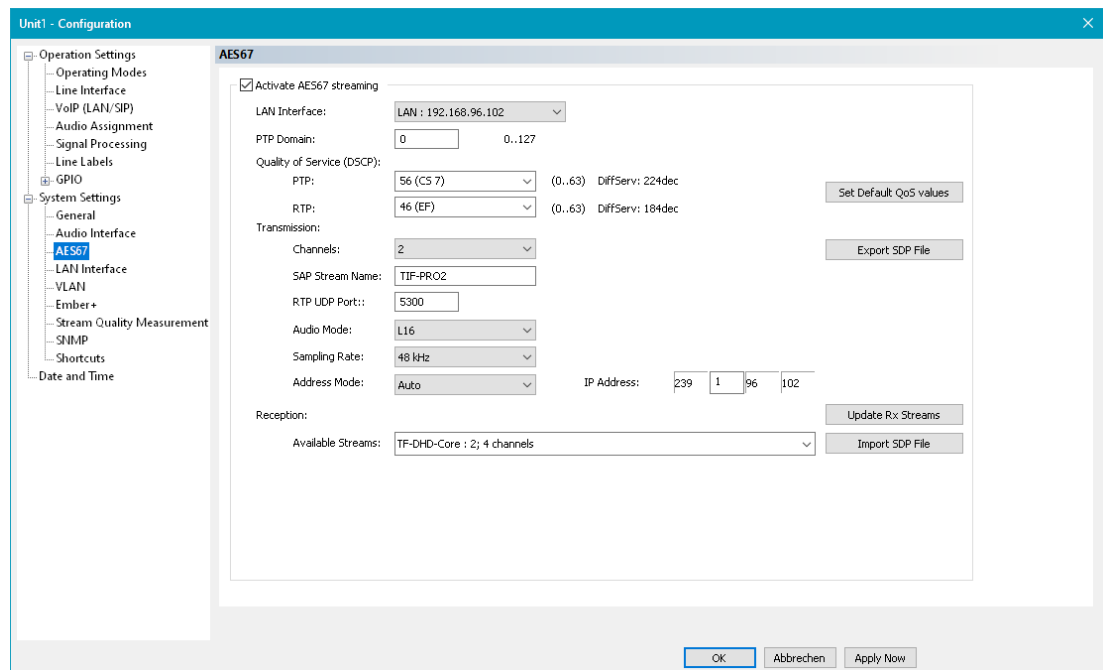 Unit1 - Configuration
Operation Settings
Operating Modes
Line Interface
VoIP (LAN/SIP)
Audio Assignment
Signal Processing
Line Labels
GPIO
System Settings
General
Audio Interface
AES67
LAN Interface
VLAN
Ember+
Stream Quality Measurement
SNMP
Shortcuts
Date and Time
AES67
Activate AES67 streaming
LAN Interface: LAN : 192.168.96.102
PTP Domain: 0 0..127
Quality of Service (DSCP):
PTP: 56 (CS 7) (0..63) DiffServ: 224dec
Set Default QoS values
RTP: 46 (EF) (0..63) DiffServ: 184dec
Transmission:
Channels: 2 Export SDP File
SAP Stream Name: TIF-PRO2
RTP UDP Port:: 5300
Audio Mode: L16
Sampling Rate: 48 kHz
Address Mode: Auto IP Address: 239 1 96 102
Reception: Update Rx Streams
Available Streams: TF-DHD-Core : 2; 4 channels Import SDP File
OK Abbrechen Apply Now